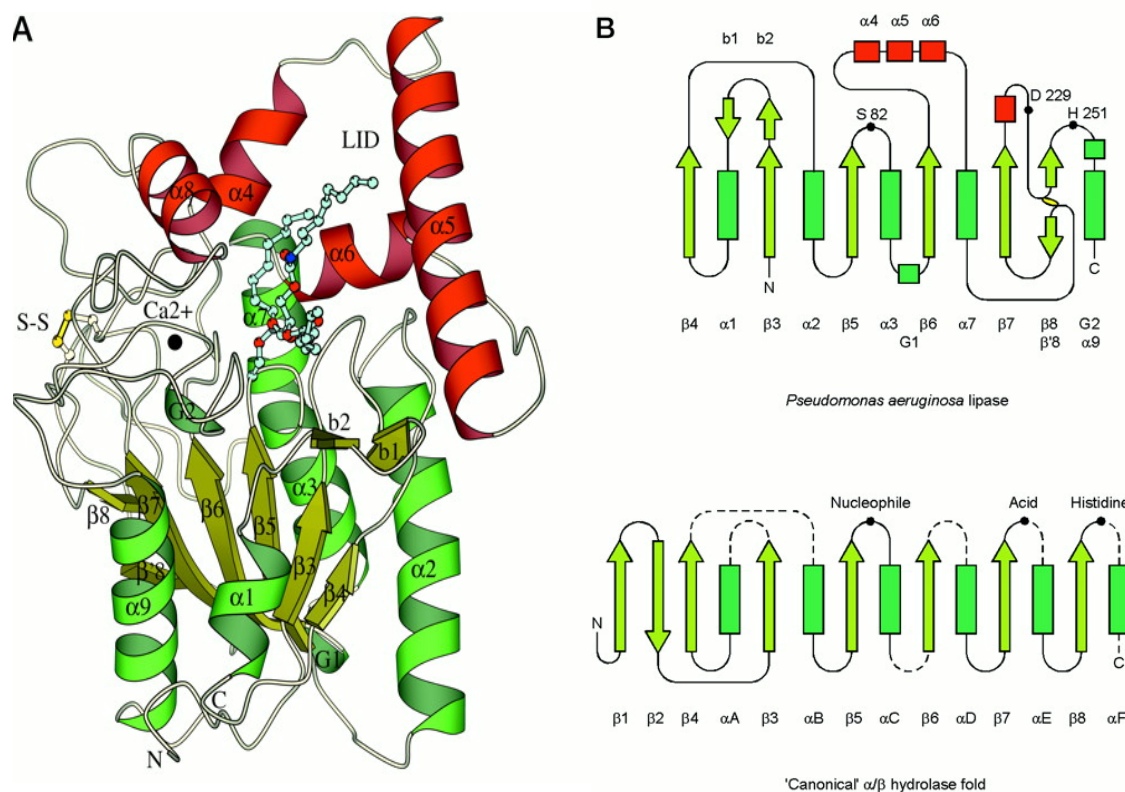 A
LID
α8
α4
α5
α6
S-S
Ca2+
α7
G2
b2
b1
α3
β7
β6
β5
β8
β3
α2
β'8
α1
β4
α9
G1
C
N
B
α4 α5 α6
b1 b2
D 229
S 82
H 251
N
C
β4 α1 β3 α2 β5 α3 β6 α7 β7 β8 G2
G1 β'8 α9
Pseudomonas aeruginosa lipase
Nucleophile Acid Histidine
N
C
β1 β2 β4 αA β3 αB β5 αC β6 αD β7 αE β8 αF
'Canonical' α/β hydrolase fold